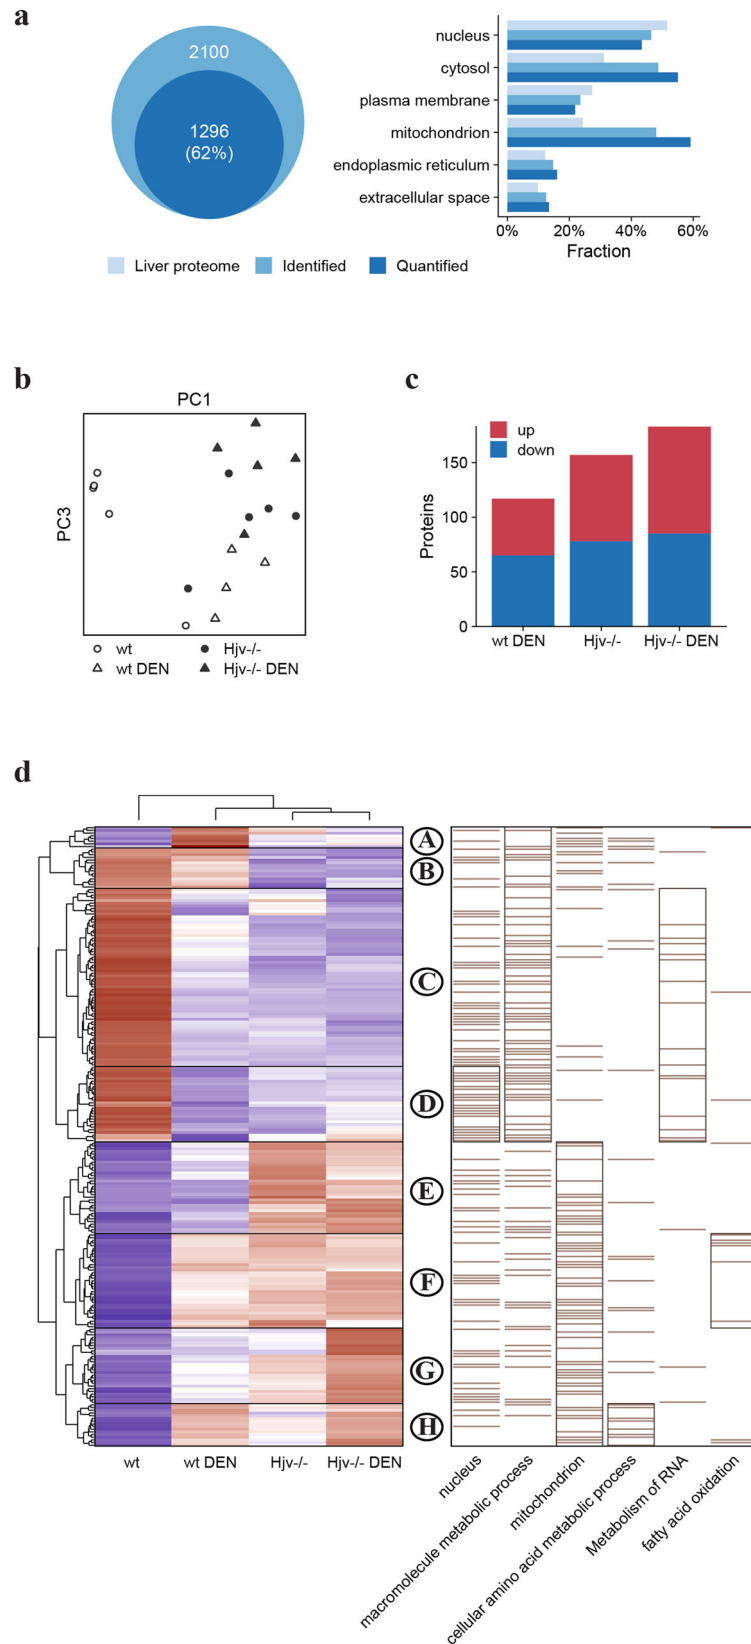 a
2100
1296
(62%)
nucleus
cytosol
plasma membrane
mitochondrion
endoplasmic reticulum
extracellular space
0%
20%
40%
60%
Fraction
Liver proteome
Identified
Quantified
b
PC1
PC3
wt
Hjv-/-
wt DEN
Hjv-/- DEN
c
up
down
Proteins
150
100
50
0
wt DEN
Hjv-/-
Hjv-/- DEN
d
A
B
C
D
E
F
G
H
wt
wt DEN
Hjv-/-
Hjv-/- DEN
nucleus
macromolecule metabolic process
mitochondrion
cellular amino acid metabolic process
Metabolism of RNA
fatty acid oxidation